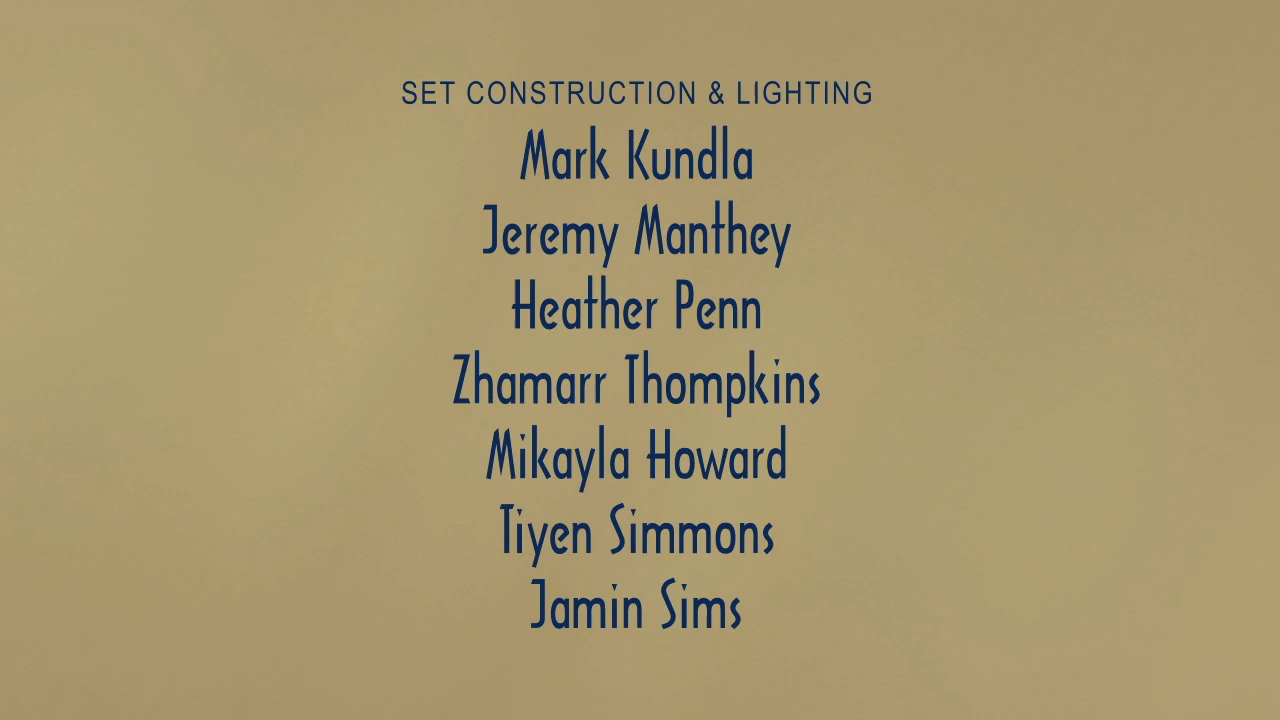 SET CONSTRUCTION & LIGHTING
Mark Kundla
Jeremy Manthey
Heather Penn
Zhamarr Thompkins
Mikayla Howard
Tiyen Simmons
Jamin Sims